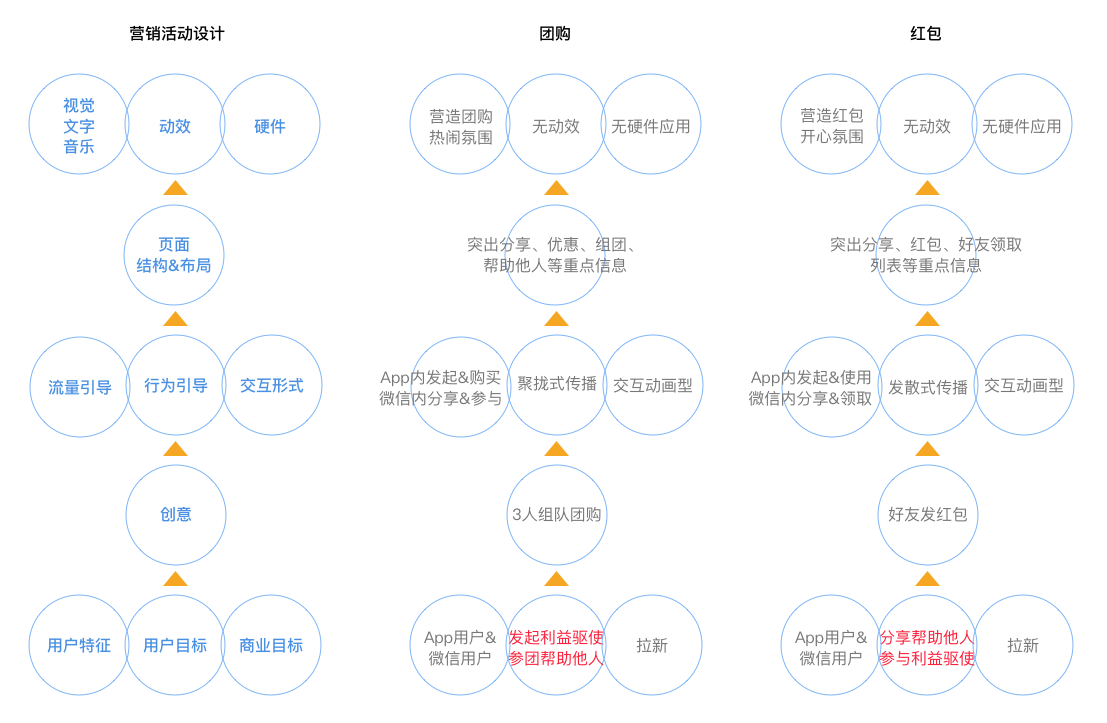 营销活动设计
视觉
文字
音乐
动效
硬件
页面
结构&布局
流量引导
行为引导
交互形式
创意
用户特征
用户目标
商业目标
团购
营造团购
热闹氛围
无动效
无硬件应用
突出分享、优惠、组团、
帮助他人等重点信息
App内发起&购买
微信内分享&参与
聚拢式传播
交互动画型
3人组队团购
App用户&
微信用户
发起利益驱使
参团帮助他人
拉新
红包
营造红包
开心氛围
无动效
无硬件应用
突出分享、红包、好友领取
列表等重点信息
App内发起&使用
微信内分享&领取
发散式传播
交互动画型
好友发红包
App用户&
微信用户
分享帮助他人
参与利益驱使
拉新